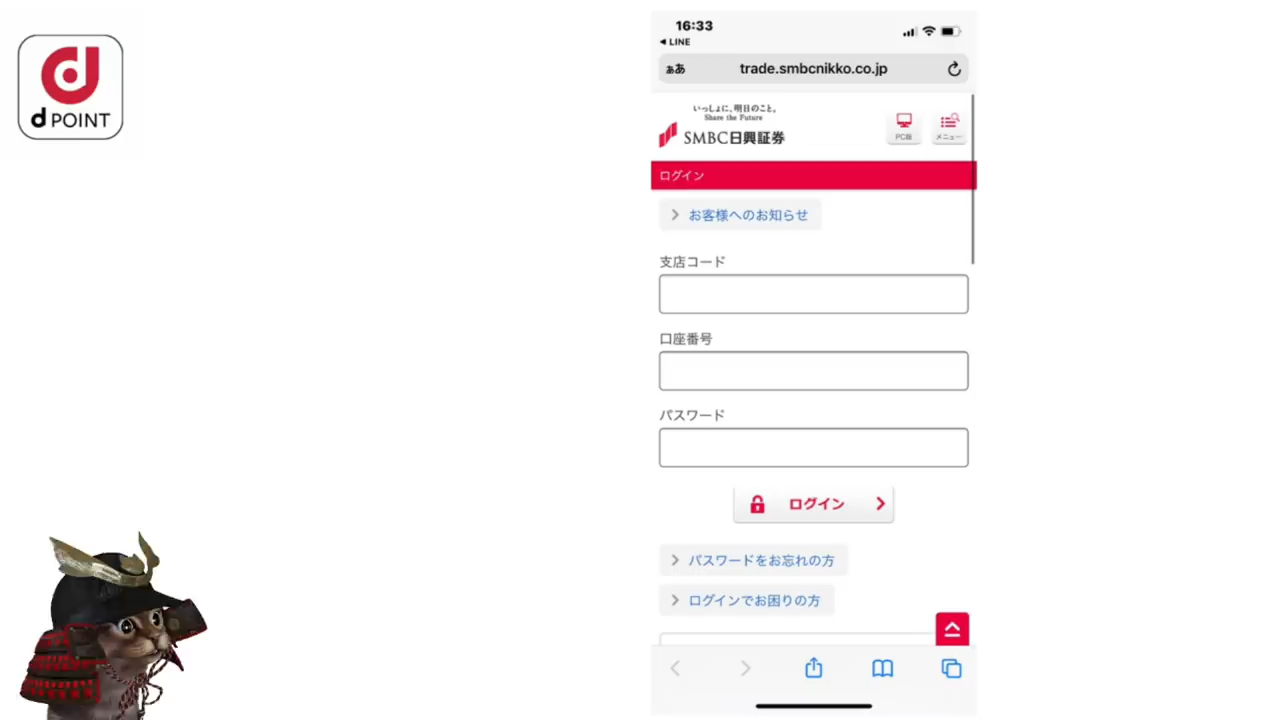 d POINT
16:33
◀ LINE
ぁあ trade.smbcnikko.co.jp
いっしょに、明日のこと。
Share the Future
SMBC日興証券
PC版
メニュー
ログイン
お客様へのお知らせ
支店コード
口座番号
パスワード
ログイン
パスワードをお忘れの方
ログインでお困りの方